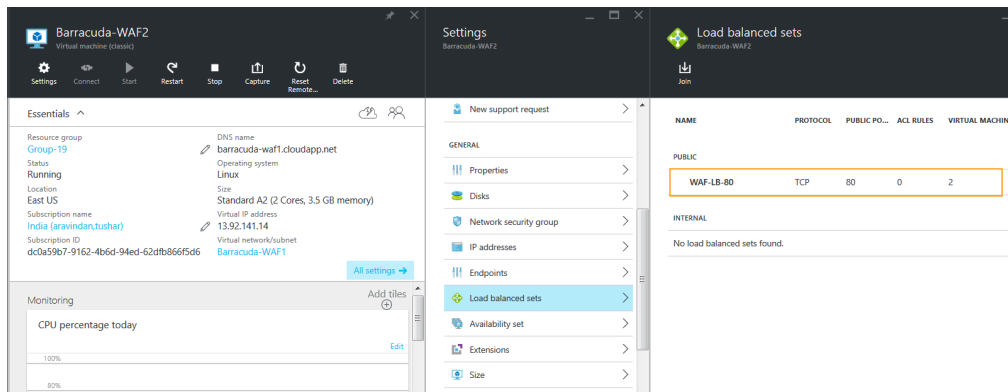 Barracuda-WAF2
Virtual machine (classic)
Settings
Connect
Start
Restart
Stop
Capture
Reset Remote...
Delete
Essentials
Resource group
Group-19
Status
Running
Location
East US
Subscription name
India (aravindan,tushar)
Subscription ID
dc0a59b7-9162-4b6d-94ed-62dfb866f5d6
DNS name
barracuda-waf1.cloudapp.net
Operating system
Linux
Size
Standard A2 (2 Cores, 3.5 GB memory)
Virtual IP address
13.92.141.14
Virtual network/subnet
Barracuda-WAF1
All settings
Monitoring
Add tiles
CPU percentage today
Edit
100%
80%
Settings
Barracuda-WAF2
New support request
GENERAL
Properties
Disks
Network security group
IP addresses
Endpoints
Load balanced sets
Availability set
Extensions
Size
Load balanced sets
Barracuda-WAF2
Join
NAME PROTOCOL PUBLIC PO... ACL RULES VIRTUAL MACHIN
PUBLIC
WAF-LB-80 TCP 80 0 2
INTERNAL
No load balanced sets found.